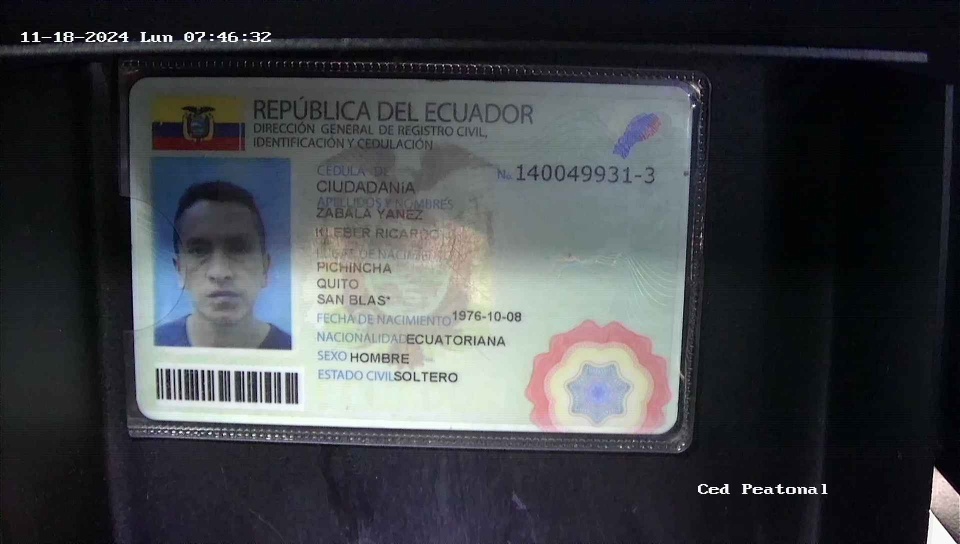 11-18-2024 Lun 07:46:32
REPÚBLICA DEL ECUADOR
DIRECCIÓN GENERAL DE REGISTRO CIVIL,
IDENTIFICACIÓN Y CEDULACIÓN
CÉDULA DE No. 140049931-3
CIUDADANÍA
APELLIDOS Y NOMBRES
ZABALA YANEZ
KLEBER RICARDO
LUGAR DE NACIMIENTO
PICHINCHA
QUITO
SAN BLAS*
FECHA DE NACIMIENTO 1976-10-08
NACIONALIDAD ECUATORIANA
SEXO HOMBRE
ESTADO CIVIL SOLTERO
Ced Peatonal